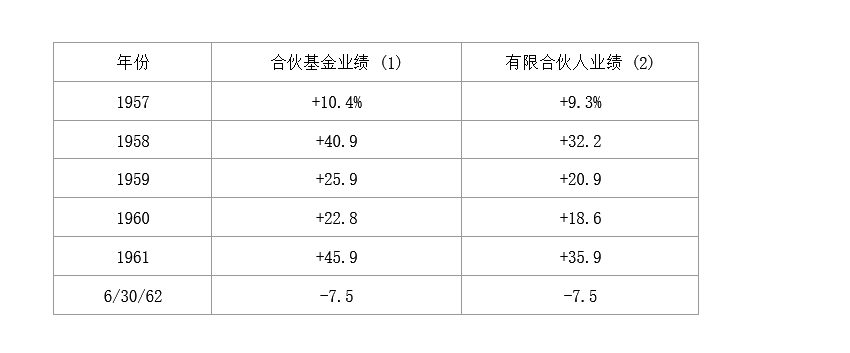 年份 合伙基金业绩 (1) 有限合伙人业绩 (2)
1957 +10.4% +9.3%
1958 +40.9 +32.2
1959 +25.9 +20.9
1960 +22.8 +18.6
1961 +45.9 +35.9
6/30/62 -7.5 -7.5